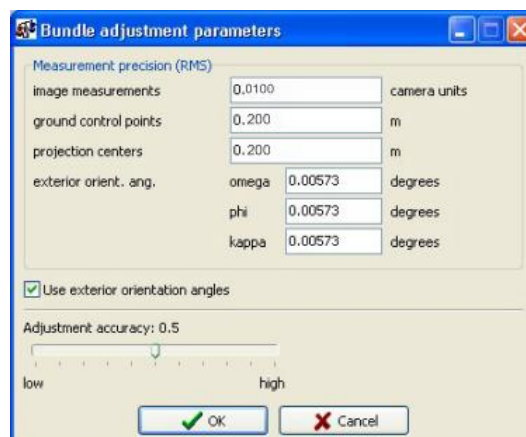 Bundle adjustment parameters
Measurement precision (RMS)
image measurements 0.0100 camera units
ground control points 0.200 m
projection centers 0.200 m
exterior orient. ang. omega 0.00573 degrees
phi 0.00573 degrees
kappa 0.00573 degrees
Use exterior orientation angles
Adjustment accuracy: 0.5
low high
OK Cancel